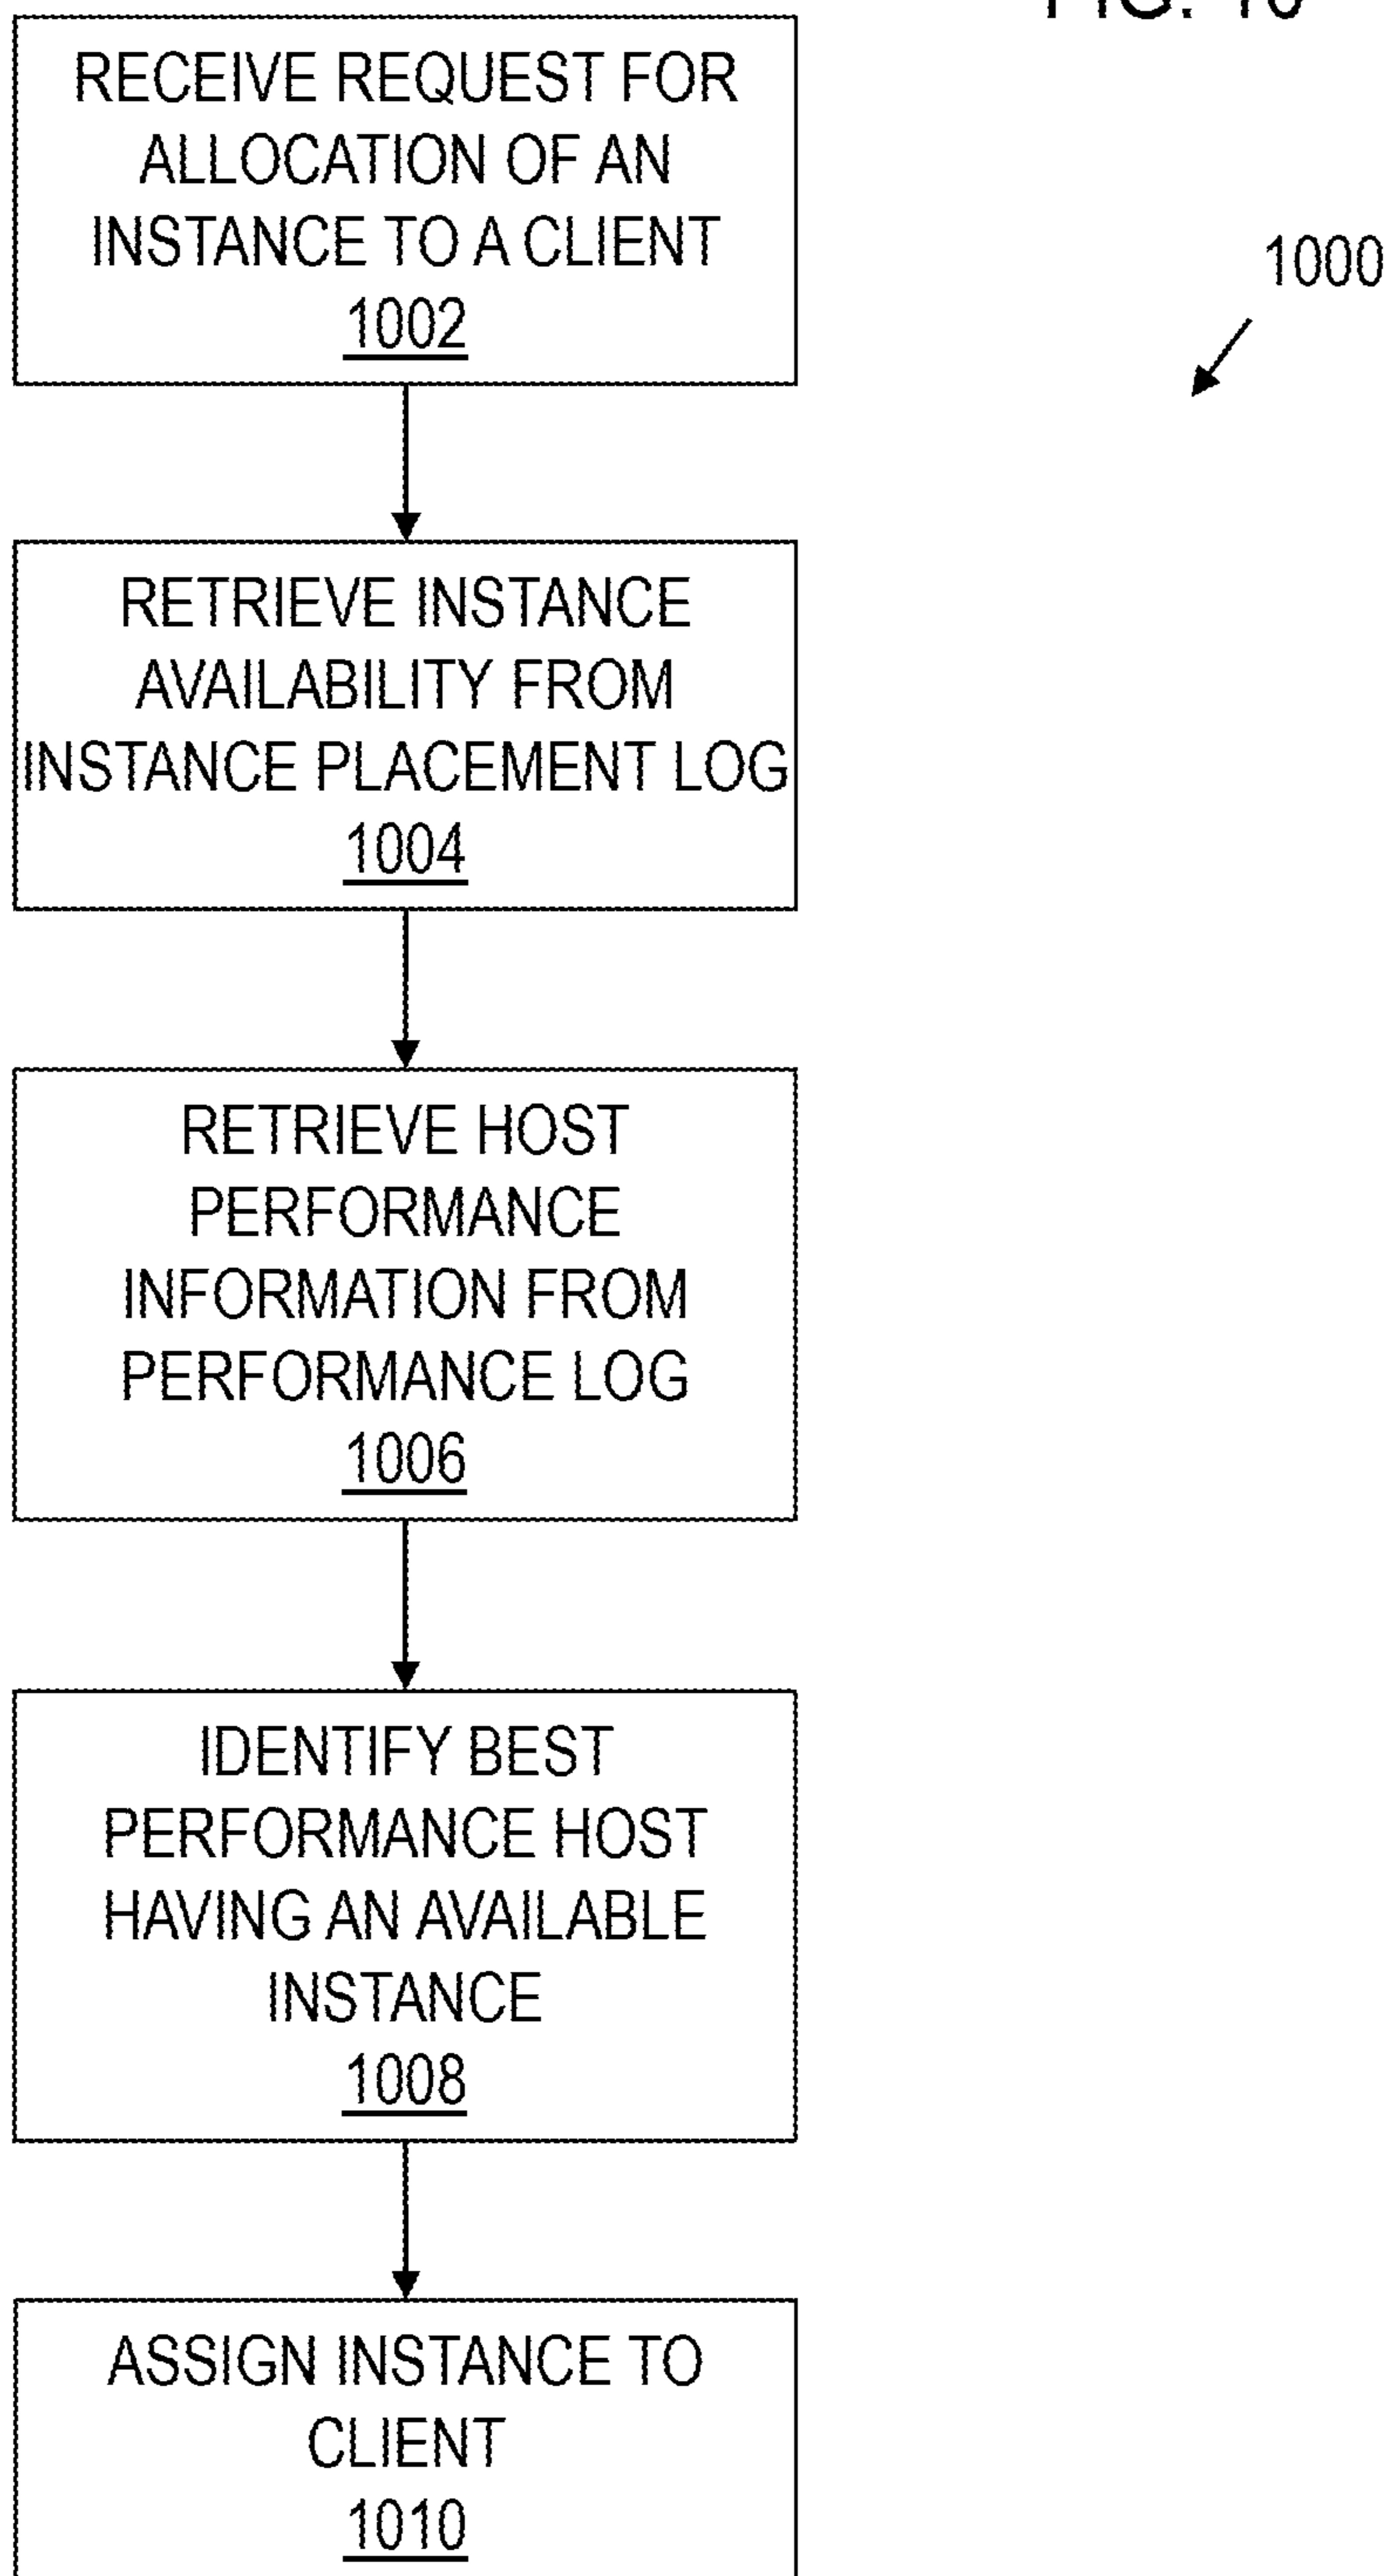 FIG. 10
RECEIVE REQUEST FOR
ALLOCATION OF AN
INSTANCE TO A CLIENT
1002
1000
RETRIEVE INSTANCE
AVAILABILITY FROM
INSTANCE PLACEMENT LOG
1004
RETRIEVE HOST
PERFORMANCE
INFORMATION FROM
PERFORMANCE LOG
1006
IDENTIFY BEST
PERFORMANCE HOST
HAVING AN AVAILABLE
INSTANCE
1008
ASSIGN INSTANCE TO
CLIENT
1010